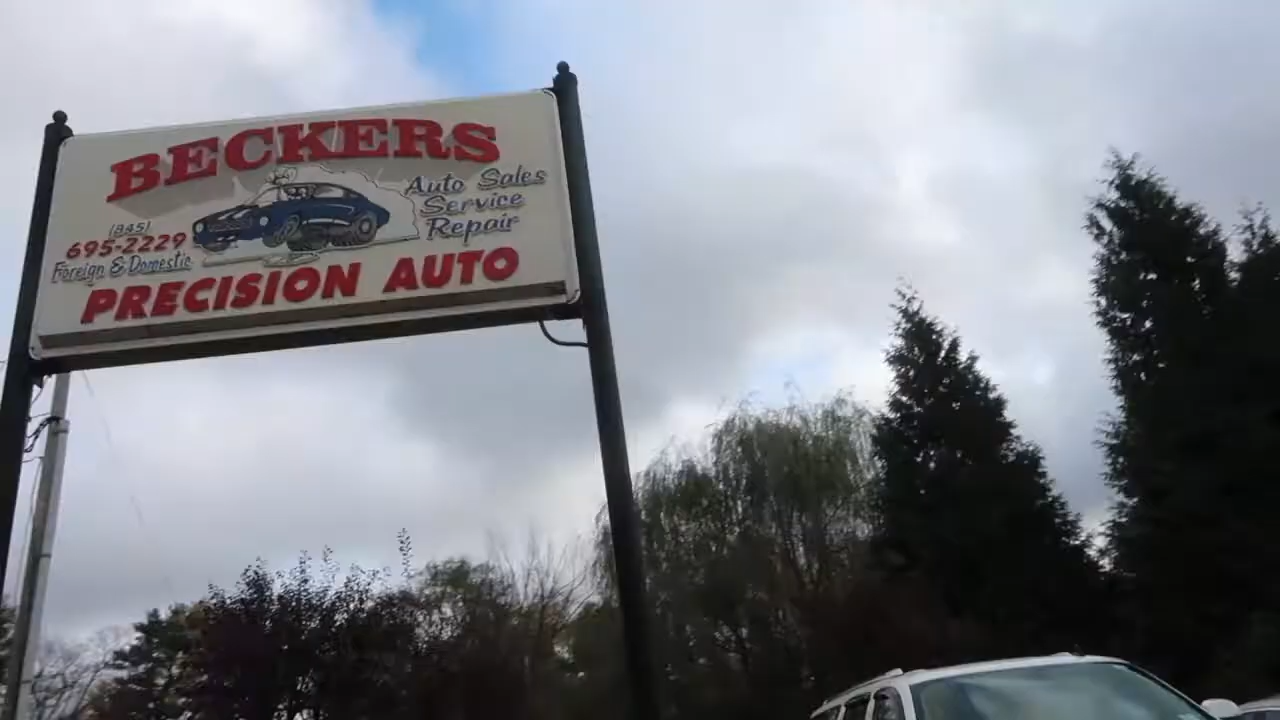 BECKERS
Auto Sales
Service
Repair
(845)
695-2229
Foreign & Domestic
PRECISION AUTO